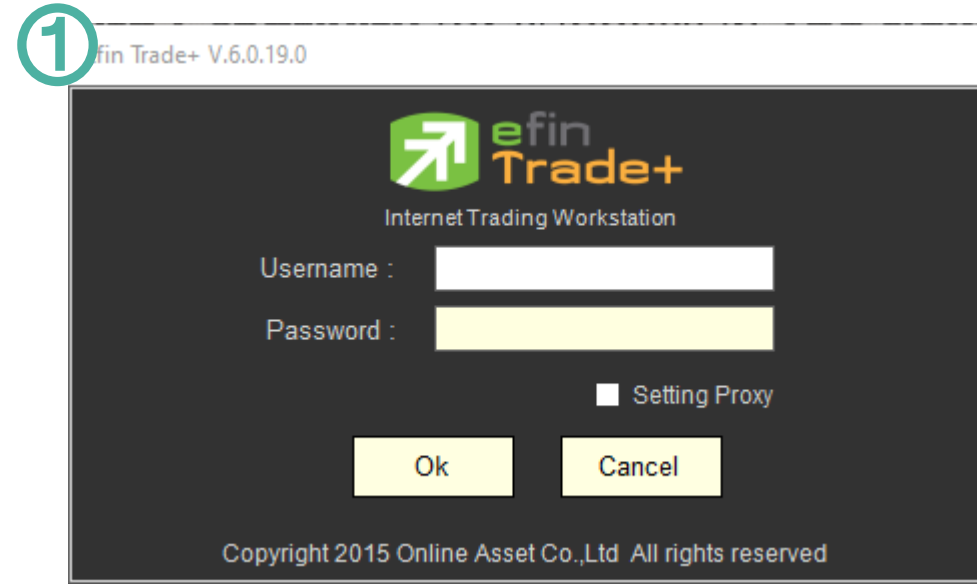 1
fin Trade+ V.6.0.19.0
efin
Trade+
Internet Trading Workstation
Username :
Password :
Setting Proxy
Ok
Cancel
Copyright 2015 Online Asset Co.,Ltd All rights reserved